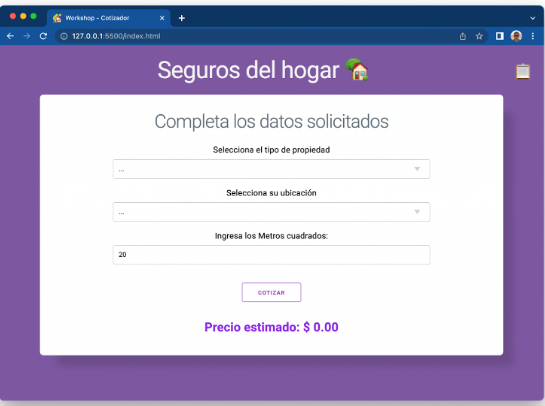 Workshop - Cotizador
127.0.0.1:5500/index.html
Seguros del hogar
Completa los datos solicitados
Selecciona el tipo de propiedad
...
Selecciona su ubicación
...
Ingresa los Metros cuadrados:
20
COTIZAR
Precio estimado: $ 0.00